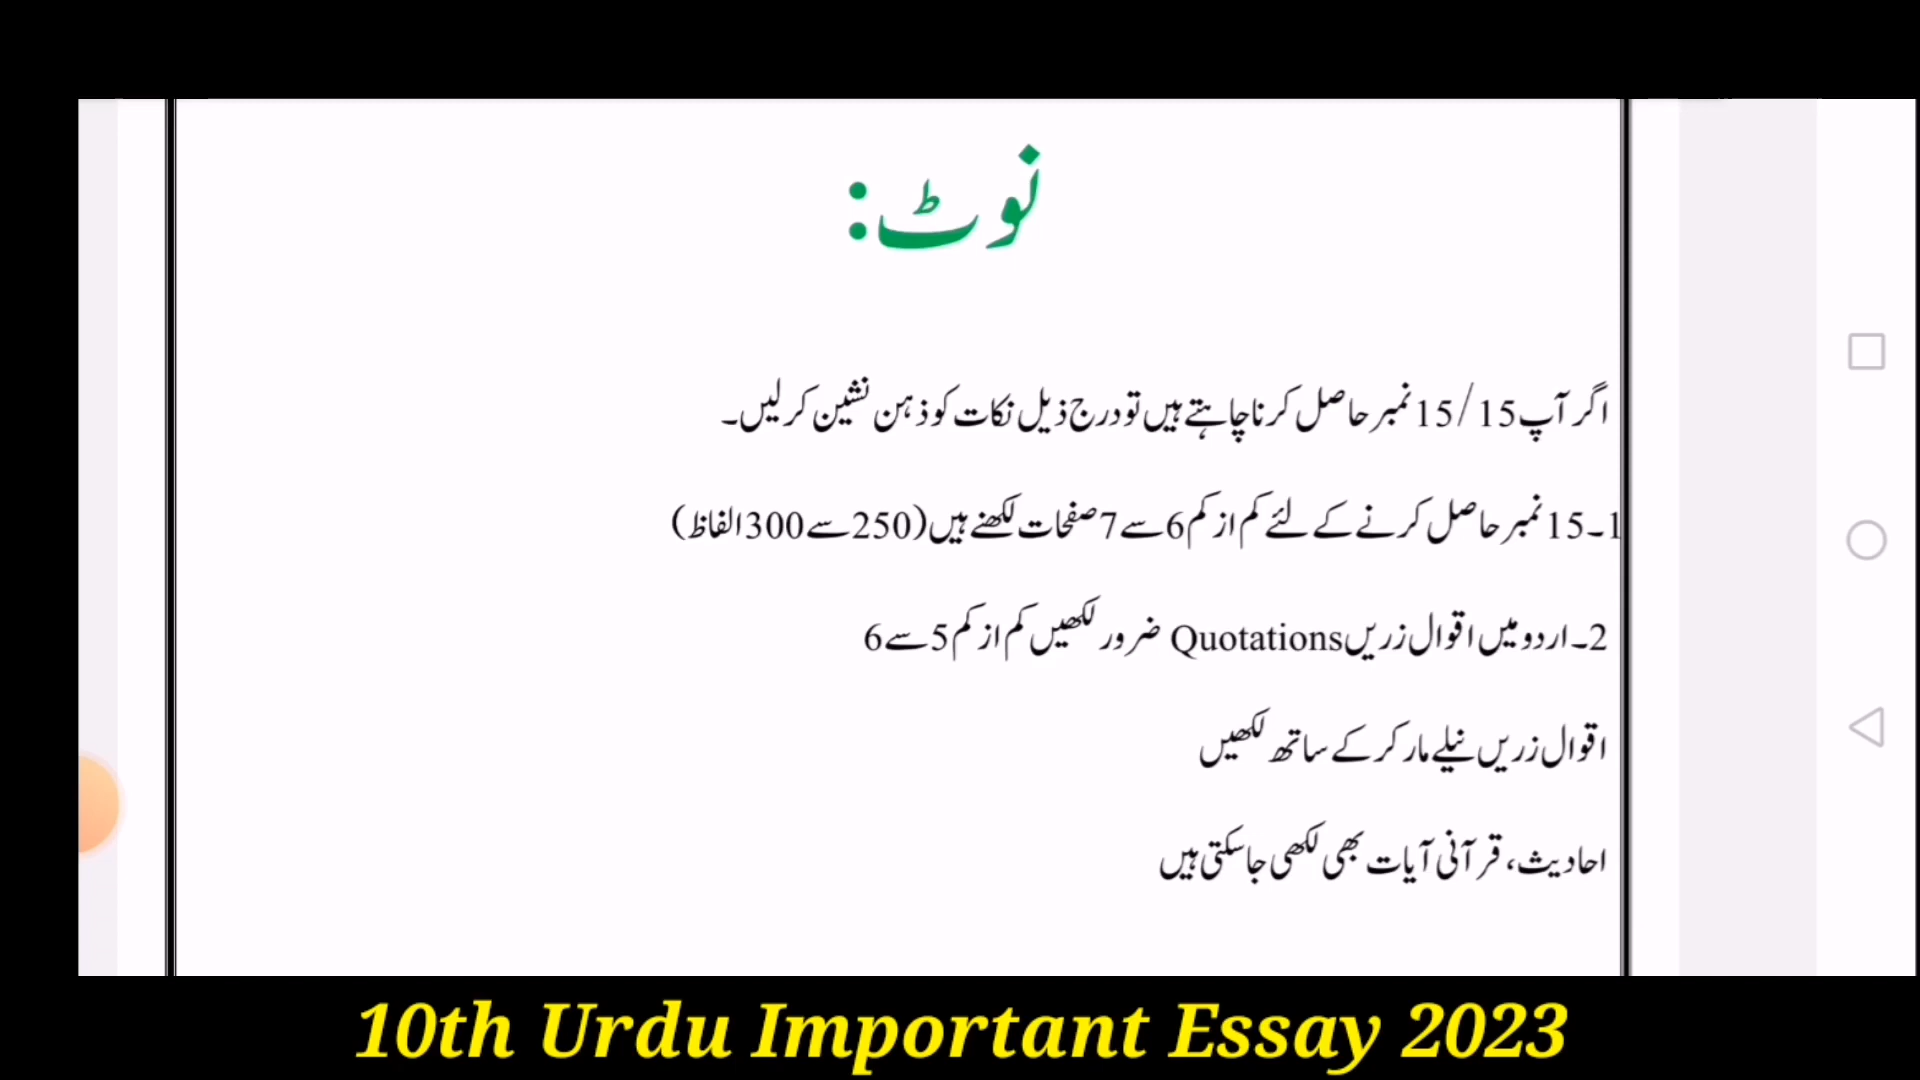 نوٹ:
اگر آپ 15/15 نمبر حاصل کرنا چاہتے ہیں تو درج ذیل نکات کو ذہن نشین کر لیں۔
1۔15 نمبر حاصل کرنے کے لئے کم از کم 6 سے 7 صفحات لکھنے ہیں (250 سے 300 الفاظ)
2۔اردو میں اقوال زریں Quotations ضرور لکھیں کم از کم 5 سے 6
اقوال زریں نیلے مارکر کے ساتھ لکھیں
احادیث، قرآنی آیات بھی لکھی جا سکتی ہیں
10th Urdu Important Essay 2023